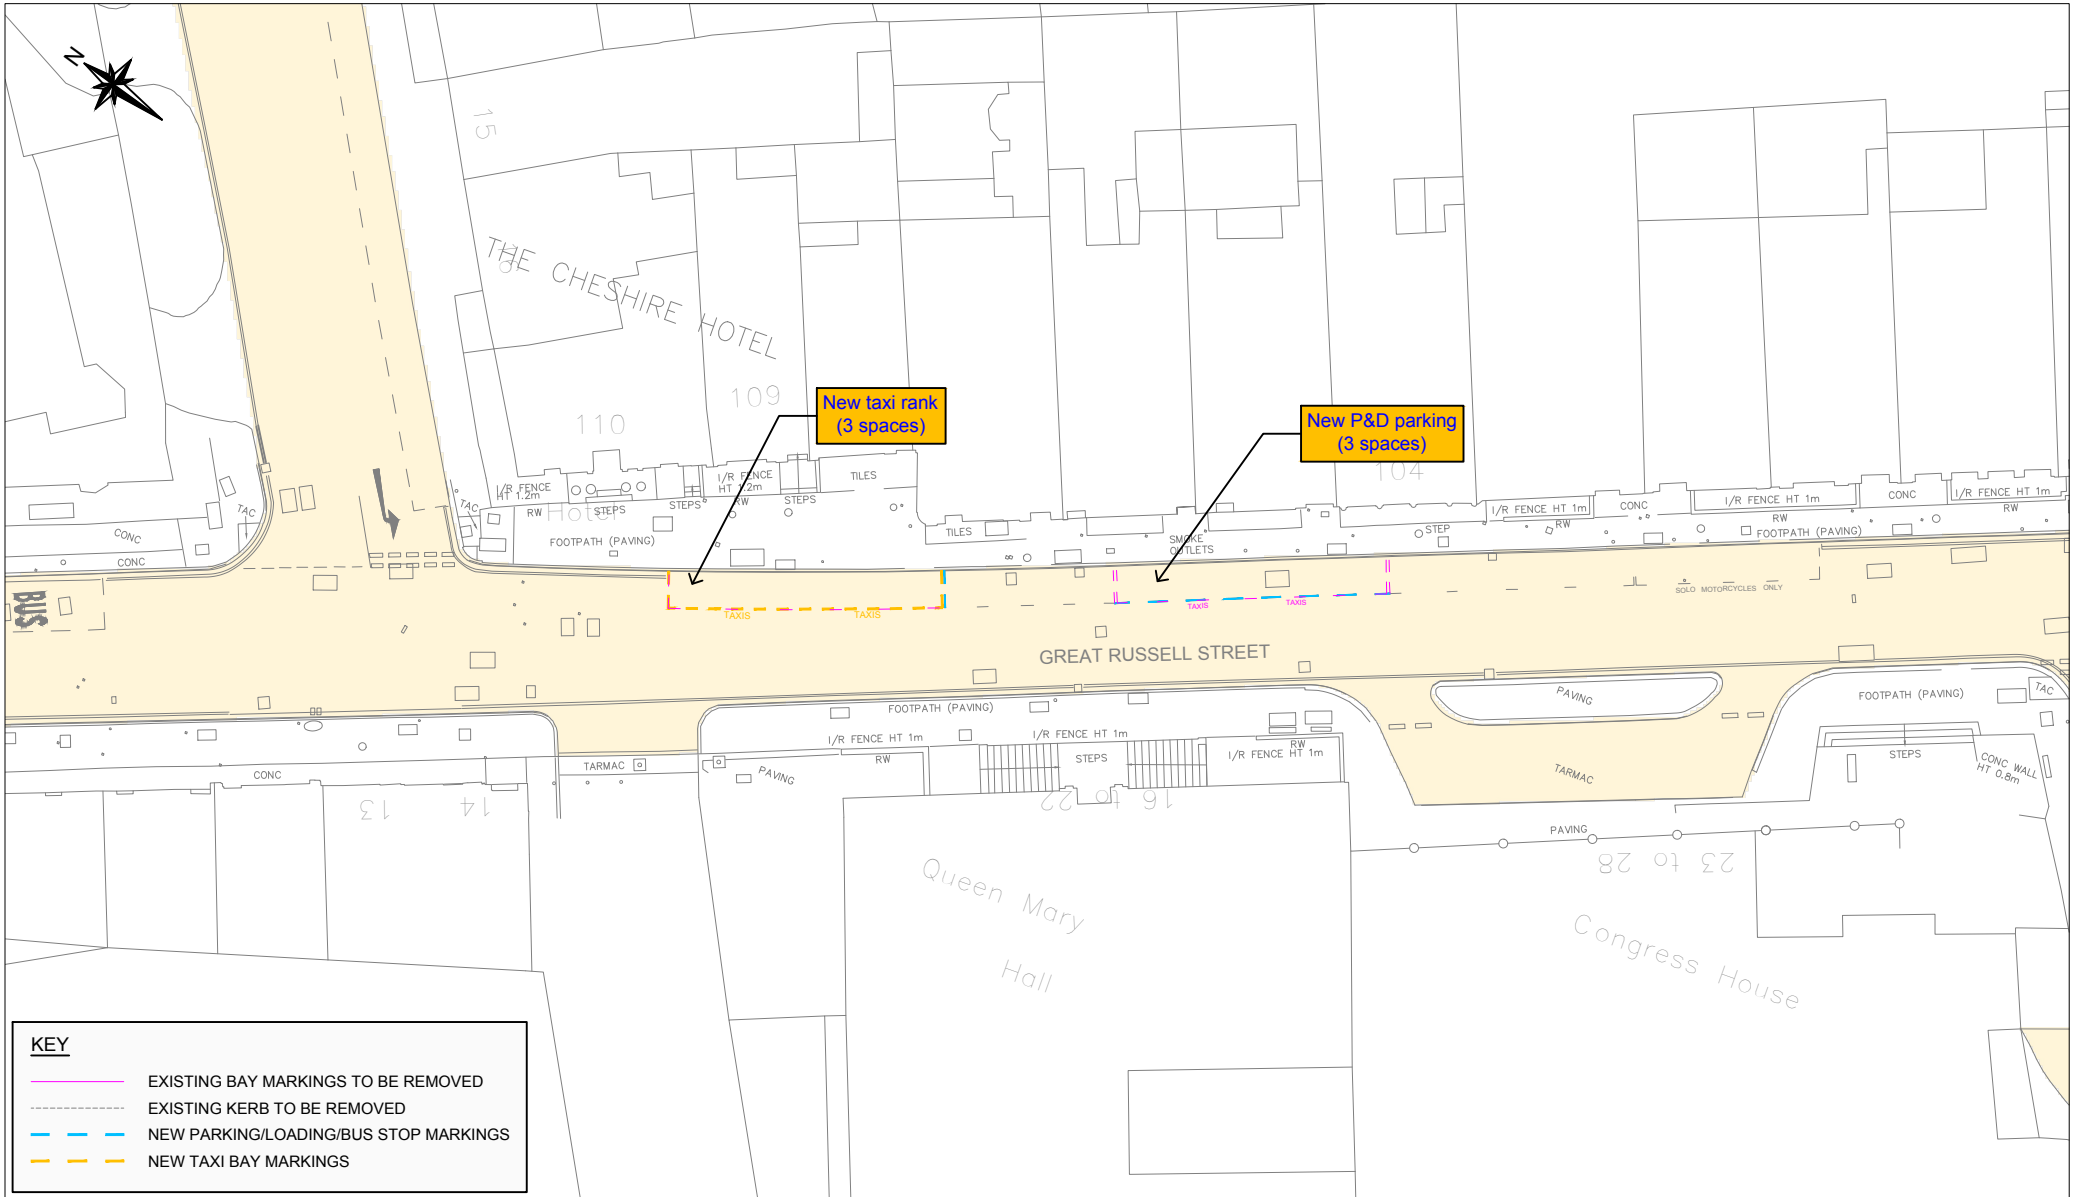 N
15
16
THE CHESHIRE HOTEL
109
110
New taxi rank
(3 spaces)
New P&D parking
(3 spaces)
104
I/R FENCE
HT 1.2m
RW
Hotel
STEPS
STEPS
I/R FENCE
HT 1.2m
RW
STEPS
TILES
FOOTPATH (PAVING)
TILES
SMOKE
OUTLETS
STEP
I/R FENCE HT 1m
RW
CONC
I/R FENCE HT 1m
RW
FOOTPATH (PAVING)
CONC
I/R FENCE HT 1m
RW
TAC
TAC
CONC
CONC
BUS
TAXIS
TAXIS
TAXIS
TAXIS
SOLO MOTORCYCLES ONLY
GREAT RUSSELL STREET
FOOTPATH (PAVING)
I/R FENCE HT 1m
RW
I/R FENCE HT 1m
STEPS
RW
I/R FENCE HT 1m
PAVING
FOOTPATH (PAVING)
TAC
STEPS
CONC WALL
HT 0.8m
TARMAC
TARMAC
PAVING
CONC
13
14
16 to 22
PAVING
23 to 28
Queen Mary
Hall
Congress House
KEY
EXISTING BAY MARKINGS TO BE REMOVED
EXISTING KERB TO BE REMOVED
NEW PARKING/LOADING/BUS STOP MARKINGS
NEW TAXI BAY MARKINGS